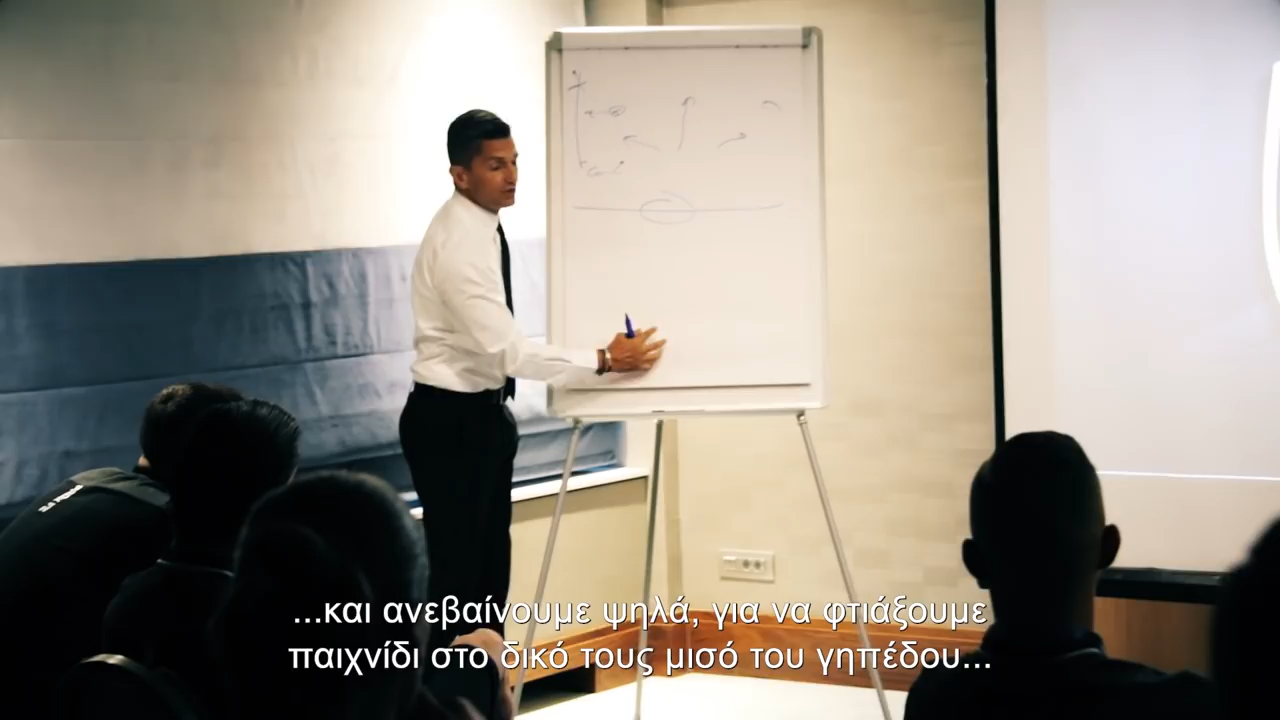 ...και ανεβαίνουμε ψηλά, για να φτιάξουμε
παιχνίδι στο δικό τους μισό του γηπέδου...